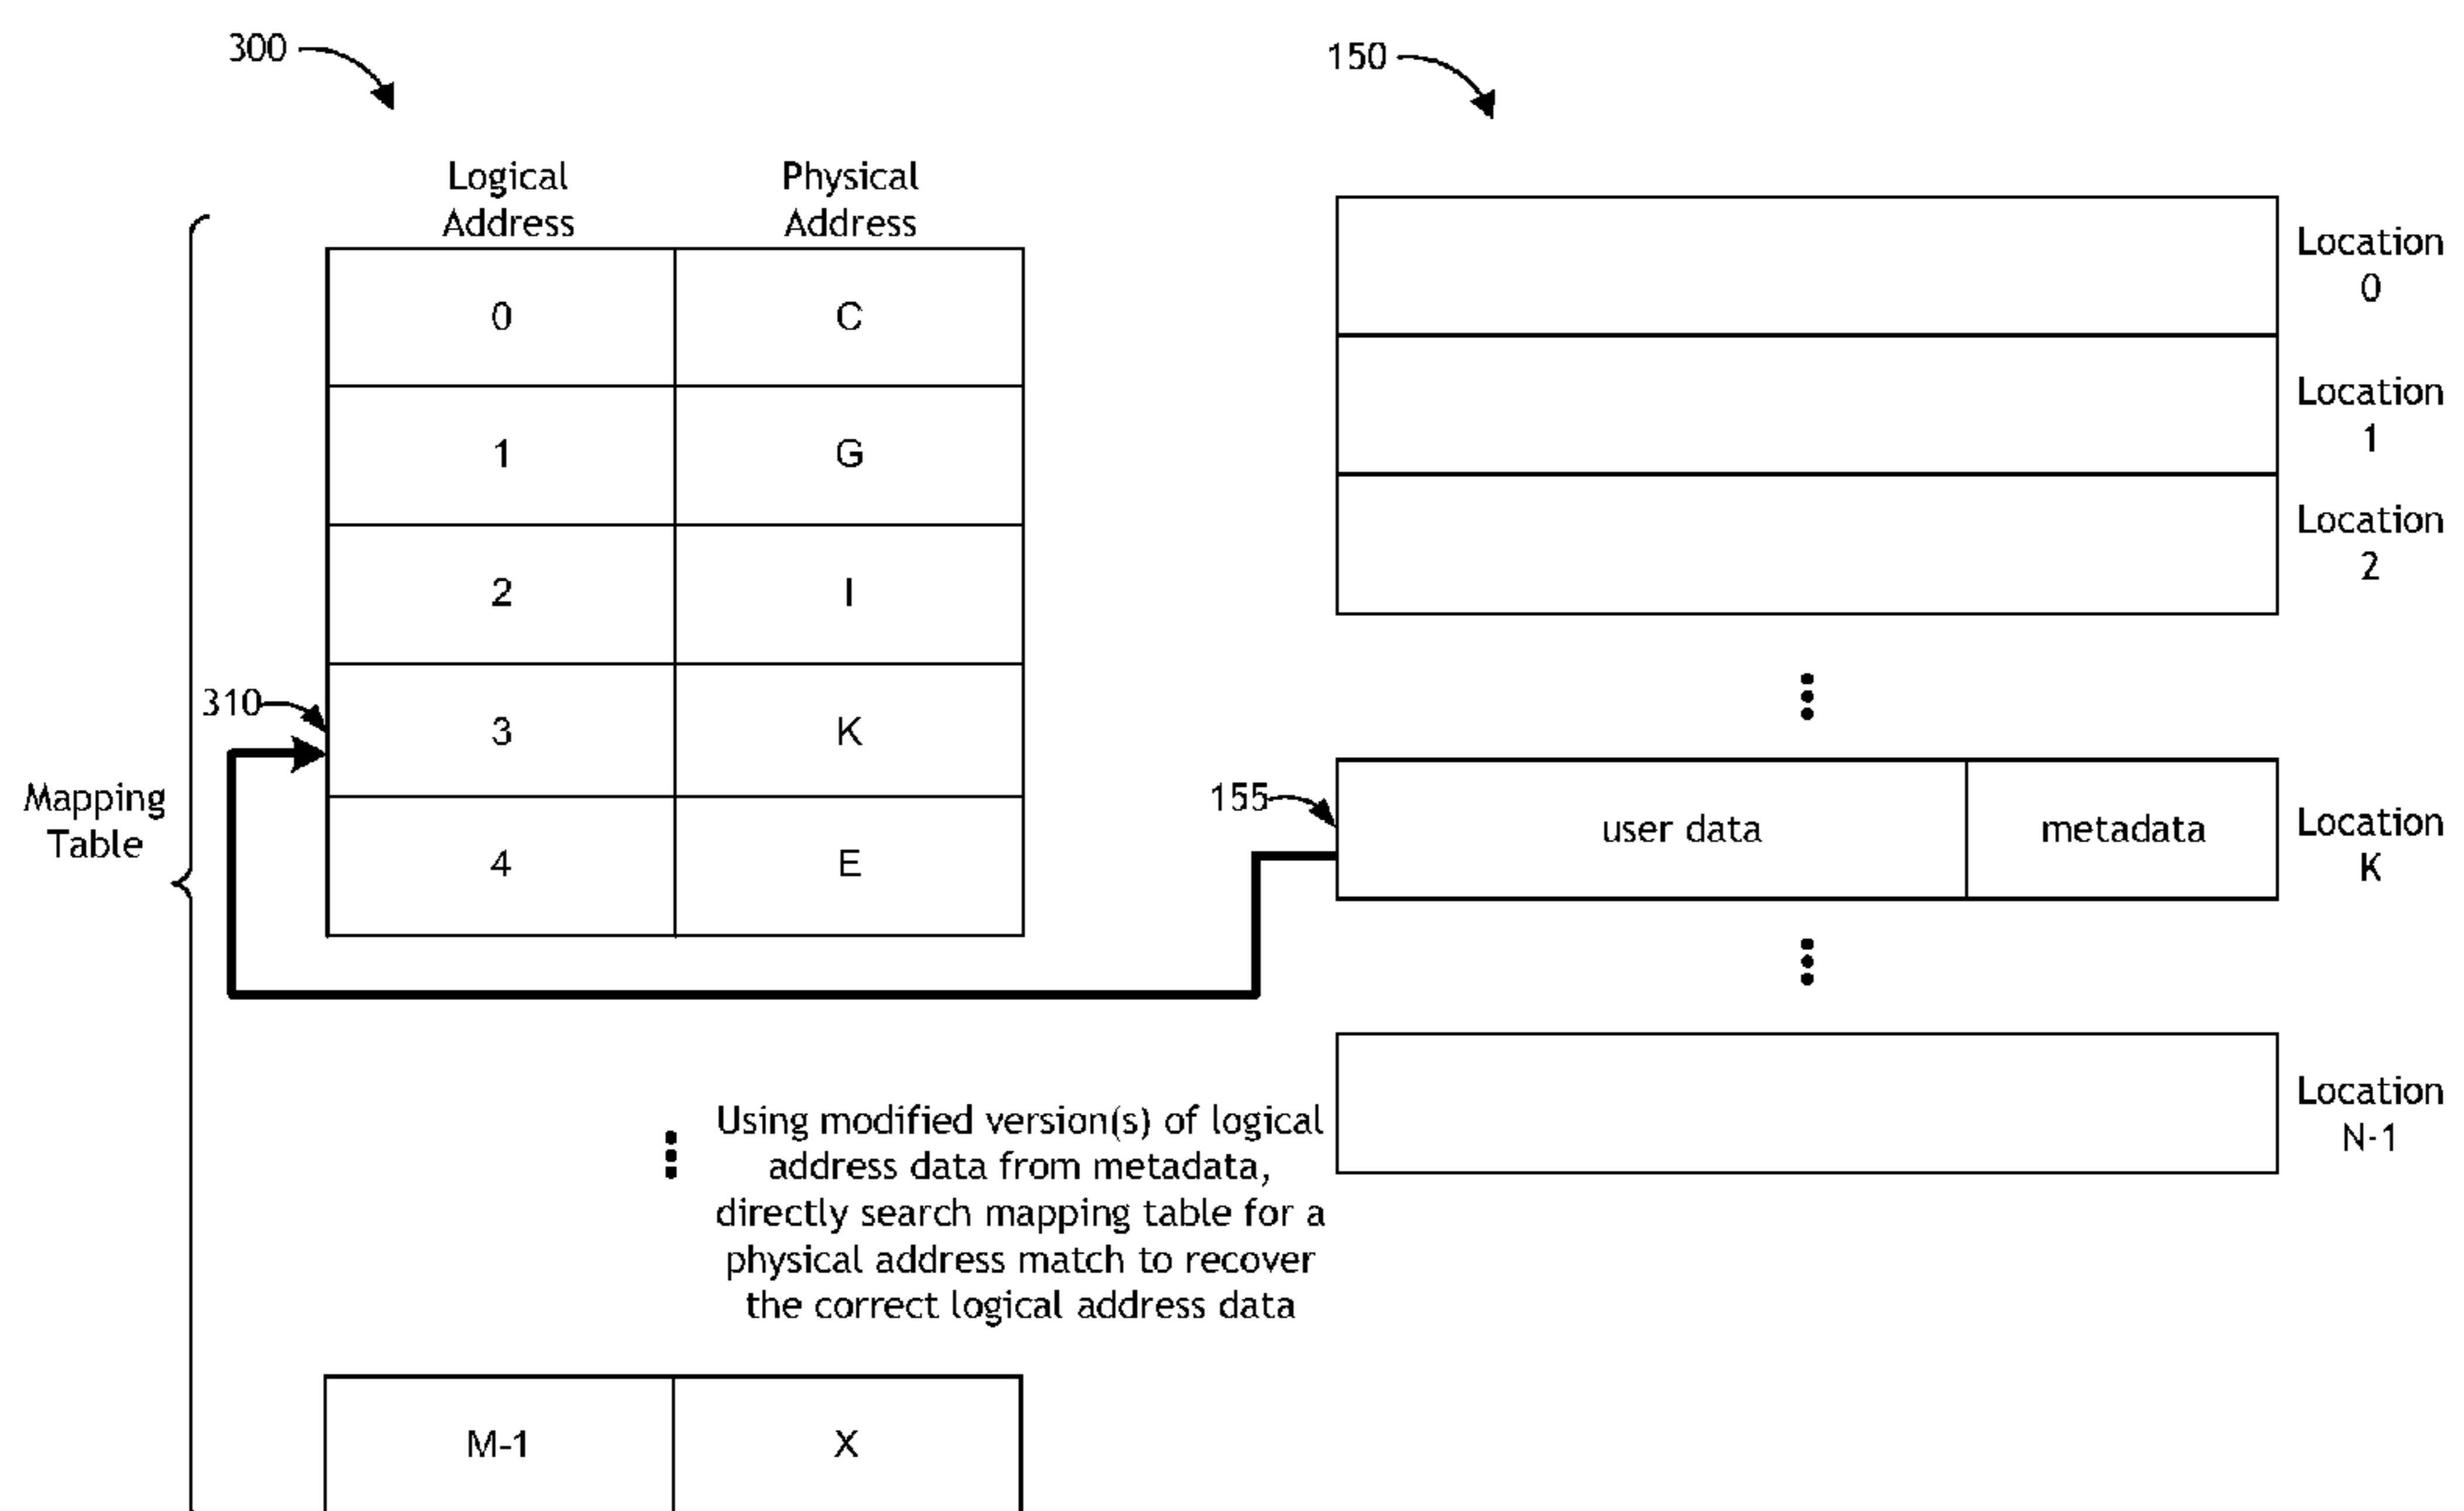 300
150
Logical
Address
Physical
Address
0
C
1
G
2
I
3
K
4
E
310
Mapping
Table
Location
0
Location
1
Location
2
155
user data
metadata
Location
K
Location
N-1
Using modified version(s) of logical
address data from metadata,
directly search mapping table for a
physical address match to recover
the correct logical address data
M-1
X